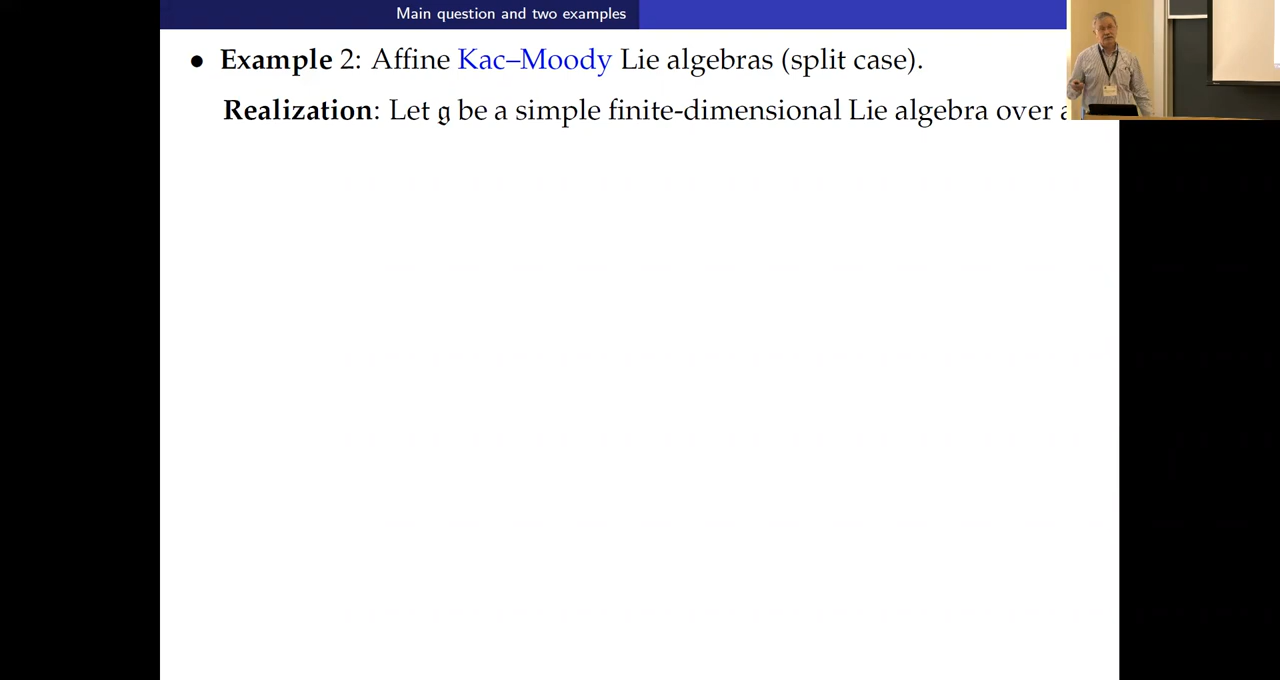 Main question and two examples
• Example 2: Affine Kac–Moody Lie algebras (split case).
Realization: Let 𝔤 be a simple finite-dimensional Lie algebra over